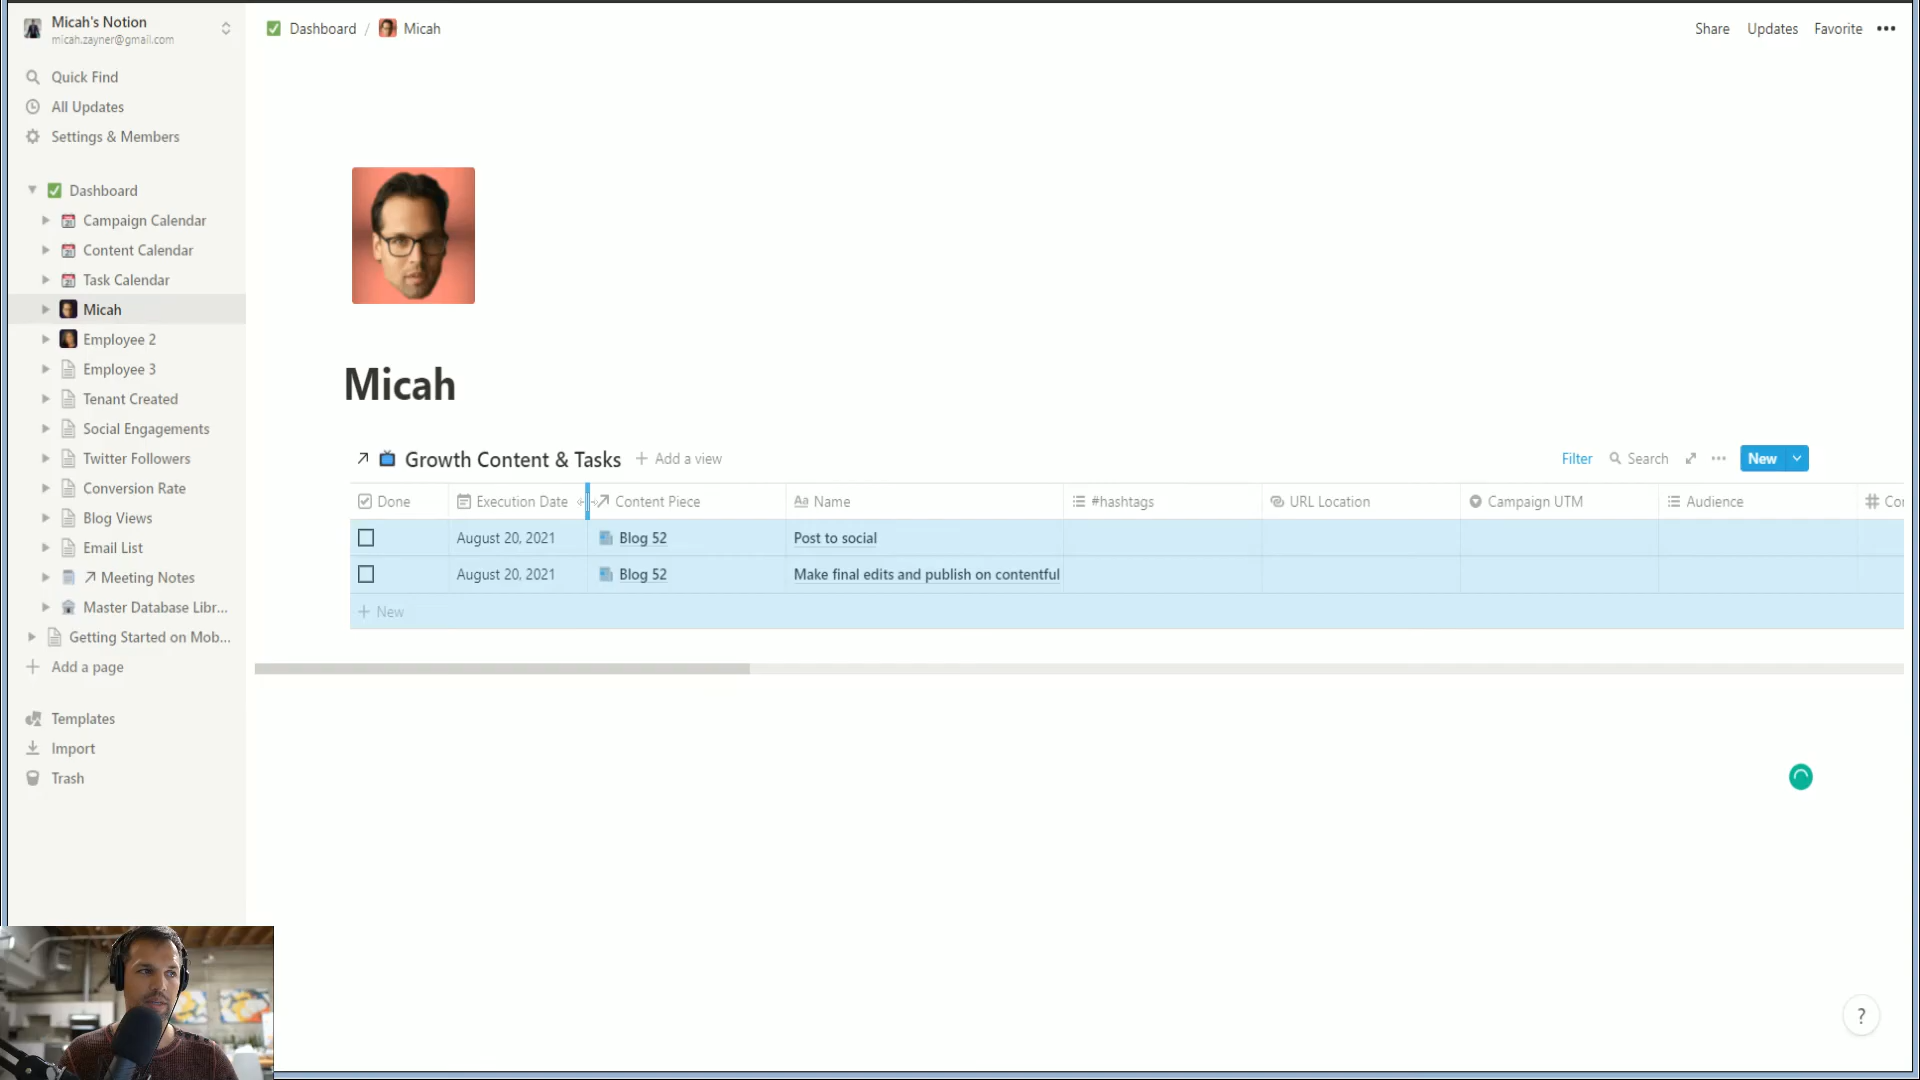 Micah's Notion
micah.zayner@gmail.com
Quick Find
All Updates
Settings & Members
Dashboard
Campaign Calendar
Content Calendar
Task Calendar
Micah
Employee 2
Employee 3
Tenant Created
Social Engagements
Twitter Followers
Conversion Rate
Blog Views
Email List
Meeting Notes
Master Database Libr...
Getting Started on Mob...
Add a page
Templates
Import
Trash
Dashboard / Micah
Share Updates Favorite •••
Micah
Growth Content & Tasks + Add a view
Filter Search ••• New
Done Execution Date Content Piece Aa Name #hashtags URL Location Campaign UTM Audience # Co
August 20, 2021 Blog 52 Post to social
August 20, 2021 Blog 52 Make final edits and publish on contentful
+ New
?